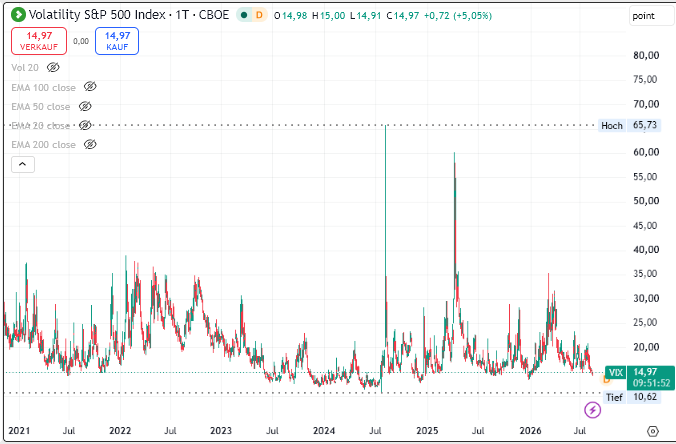 Volatility S&P 500 Index · 1T · CBOE D O14,98 H15,00 L14,91 C14,97 +0,72 (+5,05%)
point
14,97 VERKAUF 0,00 14,97 KAUF
Vol 20
EMA 100 close
EMA 50 close
EMA 20 close
EMA 200 close
80,00
75,00
70,00
Hoch 65,73
60,00
55,00
50,00
45,00
40,00
35,00
30,00
25,00
20,00
VIX 14,97
09:51:52
D
Tief 10,62
2021 Jul 2022 Jul 2023 Jul 2024 Jul 2025 Jul 2026 Jul